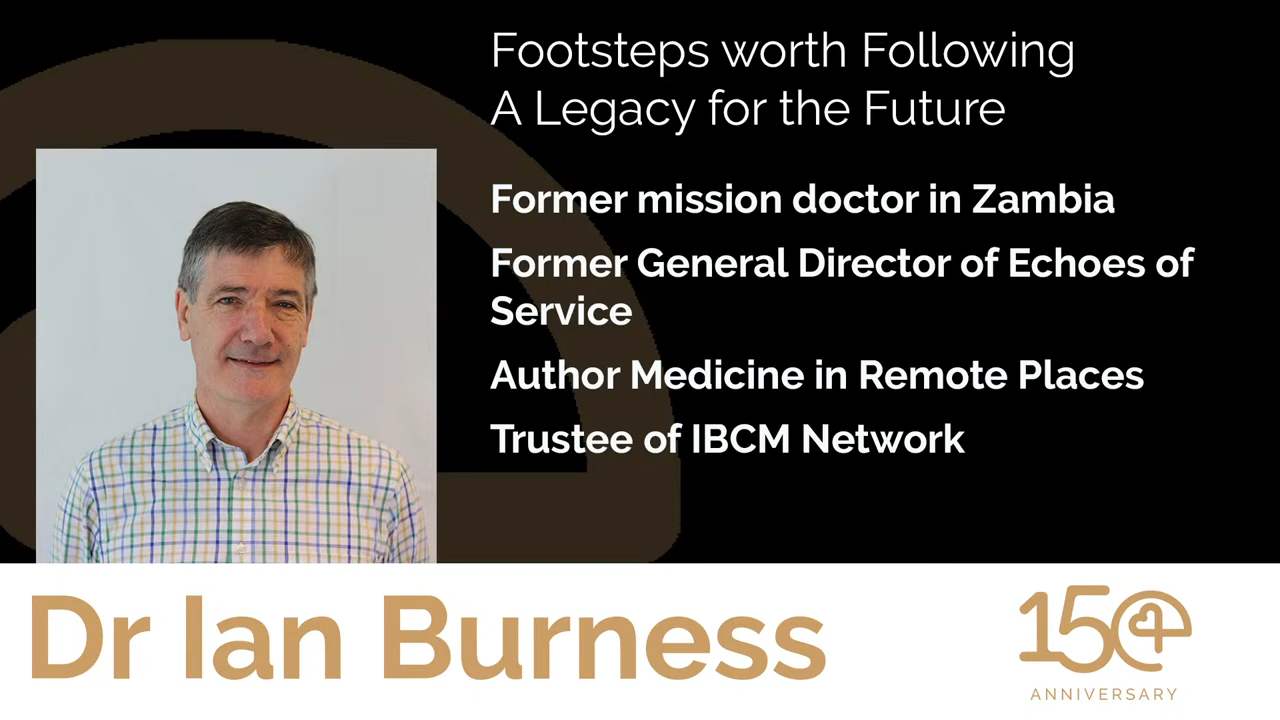 Footsteps worth Following
A Legacy for the Future
Former mission doctor in Zambia
Former General Director of Echoes of
Service
Author Medicine in Remote Places
Trustee of IBCM Network
Dr Ian Burness
150
ANNIVERSARY